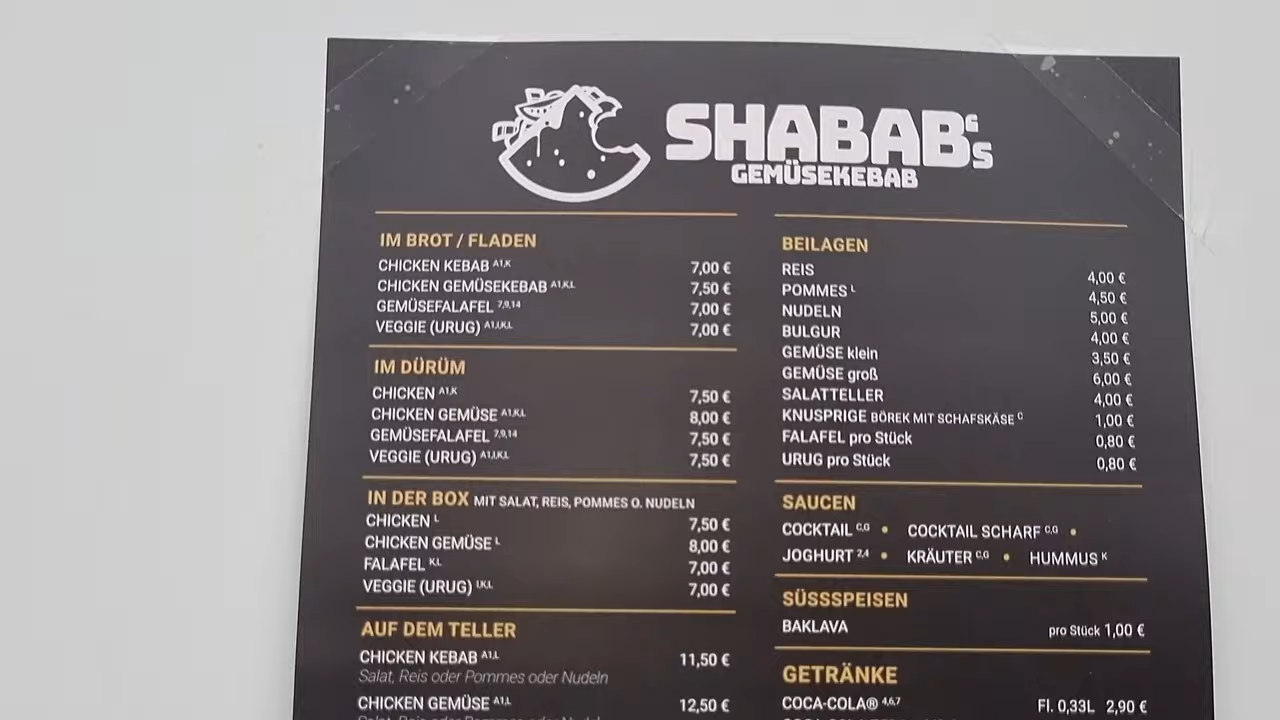 SHABAB's
GEMÜSEKEBAB
IM BROT / FLADEN
CHICKEN KEBAB A1,K 7,00 €
CHICKEN GEMÜSEKEBAB A1,K,L 7,50 €
GEMÜSEFALAFEL 7,9,14 7,00 €
VEGGIE (URUG) A1,I,K,L 7,00 €
IM DÜRÜM
CHICKEN A1,K 7,50 €
CHICKEN GEMÜSE A1,K,L 8,00 €
GEMÜSEFALAFEL 7,9,14 7,50 €
VEGGIE (URUG) A1,I,K,L 7,50 €
IN DER BOX MIT SALAT, REIS, POMMES O. NUDELN
CHICKEN L 7,50 €
CHICKEN GEMÜSE L 8,00 €
FALAFEL K,L 7,00 €
VEGGIE (URUG) I,K,L 7,00 €
AUF DEM TELLER
CHICKEN KEBAB A1,L 11,50 €
Salat, Reis oder Pommes oder Nudeln
CHICKEN GEMÜSE A1,L 12,50 €
BEILAGEN
REIS 4,00 €
POMMES L 4,50 €
NUDELN 5,00 €
BULGUR 4,00 €
GEMÜSE klein 3,50 €
GEMÜSE groß 6,00 €
SALATTELLER 4,00 €
KNUSPRIGE BÖREK MIT SCHAFSKÄSE C 1,00 €
FALAFEL pro Stück 0,80 €
URUG pro Stück 0,80 €
SAUCEN
COCKTAIL C,G • COCKTAIL SCHARF C,G •
JOGHURT 2,4 • KRÄUTER C,G • HUMMUS K
SÜSSSPEISEN
BAKLAVA pro Stück 1,00 €
GETRÄNKE
COCA-COLA® 4,6,7 Fl. 0,33L 2,90 €